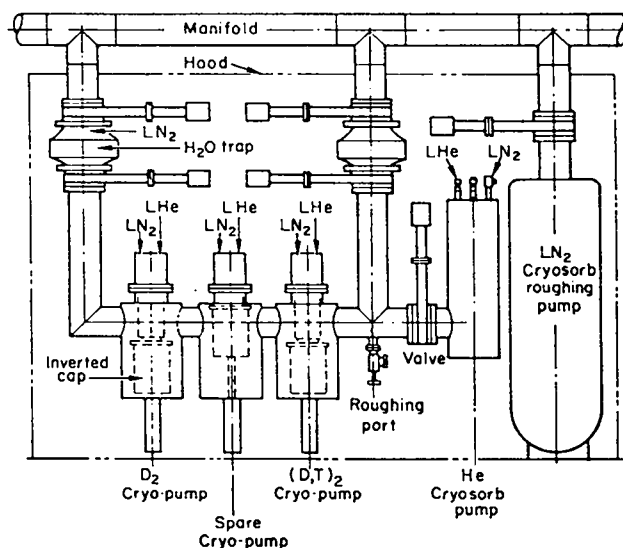 Manifold
Hood
LN2
H2O trap
LHe
LN2
LHe
LN2
LHe
LN2
LHe
LN2
LN2
Cryosorb
roughing
pump
Inverted
cap
Valve
Roughing
port
D2
Cryo-pump
Spare
Cryo-pump
(D,T)2
Cryo-pump
He
Cryosorb
pump